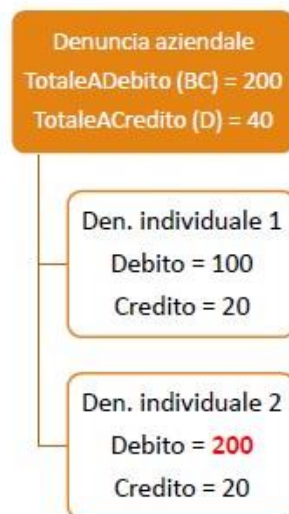 Denuncia aziendale
TotaleADebito (BC) = 200
TotaleACredito (D) = 40
Den. individuale 1
Debito = 100
Credito = 20
Den. individuale 2
Debito = 200
Credito = 20